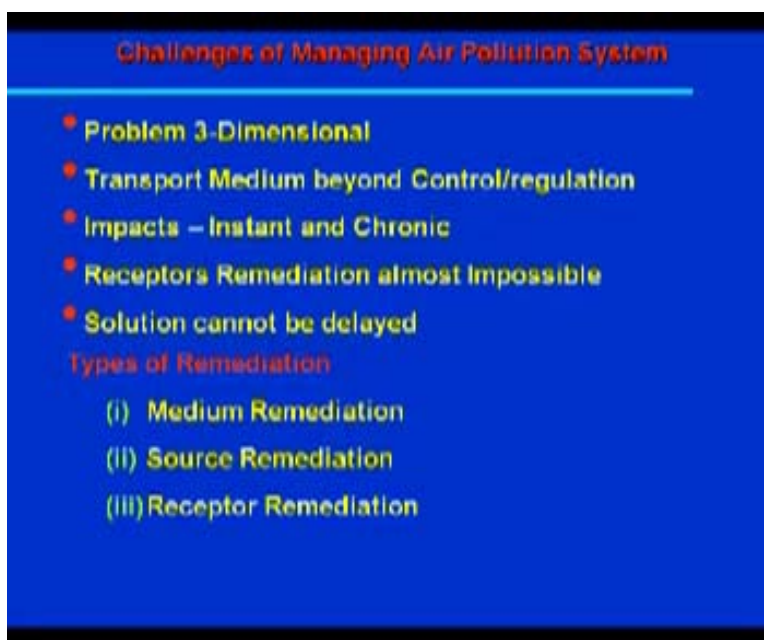 Challenges of Managing Air Pollution System
• Problem 3-Dimensional
• Transport Medium beyond Control/regulation
• Impacts – Instant and Chronic
• Receptors Remediation almost Impossible
• Solution cannot be delayed
Types of Remediation
(i) Medium Remediation
(ii) Source Remediation
(iii) Receptor Remediation